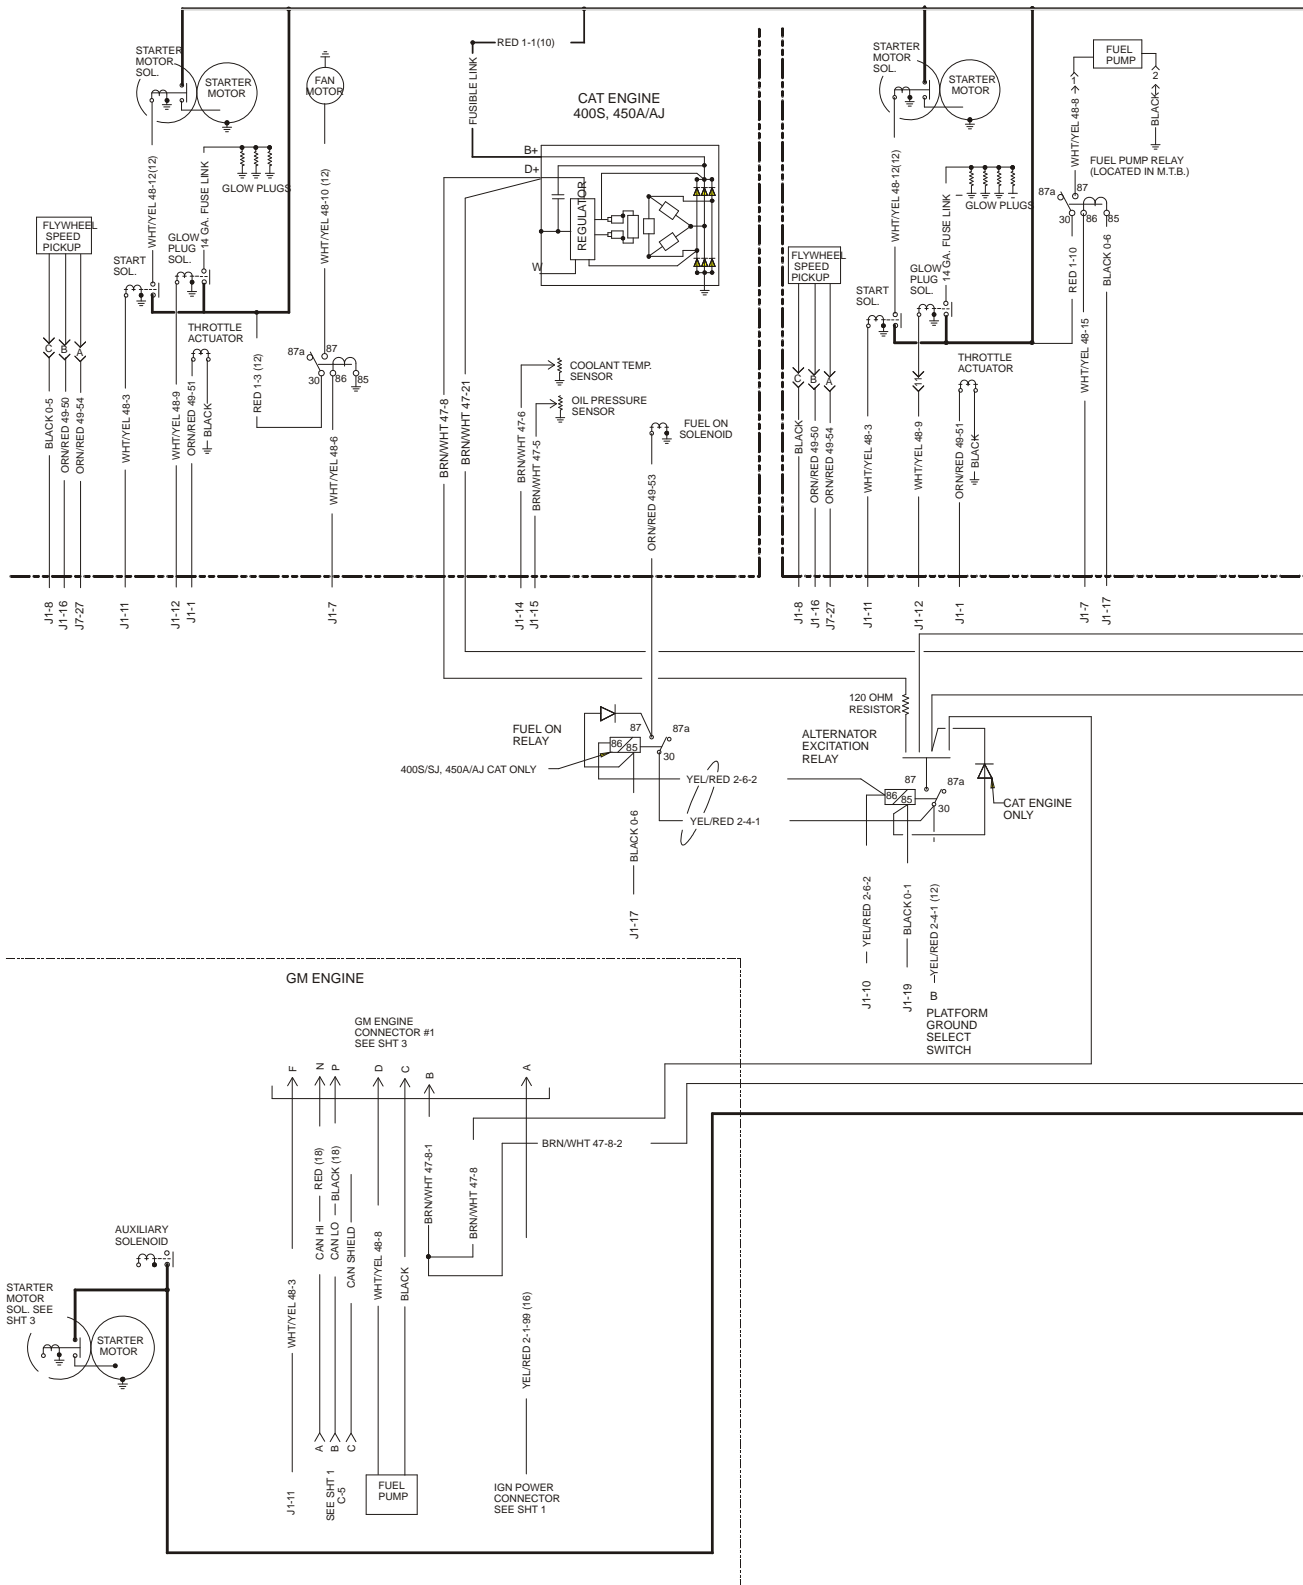 STARTER
MOTOR
SOL.
STARTER
MOTOR
FAN
MOTOR
RED 1-1(10)
FUSIBLE LINK
CAT ENGINE
400S, 450A/AJ
B+
D+
REGULATOR
W
WHT/YEL 48-12(12)
14 GA. FUSE LINK
GLOW PLUGS
WHT/YEL 48-10 (12)
FLYWHEEL
SPEED
PICKUP
START
SOL.
GLOW
PLUG
SOL.
THROTTLE
ACTUATOR
87a
87
30
86
85
C
B
A
BLACK 0-5
ORN/RED 49-50
ORN/RED 49-54
WHT/YEL 48-3
WHT/YEL 48-9
ORN/RED 49-51
BLACK
RED 1-3 (12)
WHT/YEL 48-6
BRN/WHT 47-8
BRN/WHT 47-21
COOLANT TEMP.
SENSOR
OIL PRESSURE
SENSOR
BRN/WHT 47-6
BRN/WHT 47-5
FUEL ON
SOLENOID
ORN/RED 49-53
J1-8
J1-16
J7-27
J1-11
J1-12
J1-1
J1-7
J1-14
J1-15
STARTER
MOTOR
SOL.
STARTER
MOTOR
FUEL
PUMP
1
2
WHT/YEL 48-8
BLACK
FUEL PUMP RELAY
(LOCATED IN M.T.B.)
87a
87
30
86
85
WHT/YEL 48-12(12)
14 GA. FUSE LINK
GLOW PLUGS
FLYWHEEL
SPEED
PICKUP
START
SOL.
GLOW
PLUG
SOL.
THROTTLE
ACTUATOR
RED 1-10
BLACK 0-6
WHT/YEL 48-15
C
B
A
1
BLACK
ORN/RED 49-50
ORN/RED 49-54
WHT/YEL 48-3
WHT/YEL 48-9
ORN/RED 49-51
BLACK
J1-8
J1-16
J7-27
J1-11
J1-12
J1-1
J1-7
J1-17
FUEL ON
RELAY
87
87a
86
85
30
400S/SJ, 450A/AJ CAT ONLY
YEL/RED 2-6-2
YEL/RED 2-4-1
BLACK 0-6
J1-17
120 OHM
RESISTOR
ALTERNATOR
EXCITATION
RELAY
87
87a
86
85
30
CAT ENGINE
ONLY
YEL/RED 2-6-2
BLACK 0-1
YEL/RED 2-4-1 (12)
J1-10
J1-19
B
PLATFORM
GROUND
SELECT
SWITCH
GM ENGINE
GM ENGINE
CONNECTOR #1
SEE SHT 3
F
N
P
D
C
B
A
BRN/WHT 47-8-2
RED (18)
CAN HI
BLACK (18)
CAN LO
CAN SHIELD
WHT/YEL 48-3
WHT/YEL 48-8
BLACK
BRN/WHT 47-8-1
BRN/WHT 47-8
YEL/RED 2-1-99 (16)
AUXILIARY
SOLENOID
STARTER
MOTOR
SOL. SEE
SHT 3
STARTER
MOTOR
A
B
C
J1-11
SEE SHT 1
C-5
FUEL
PUMP
IGN POWER
CONNECTOR
SEE SHT 1